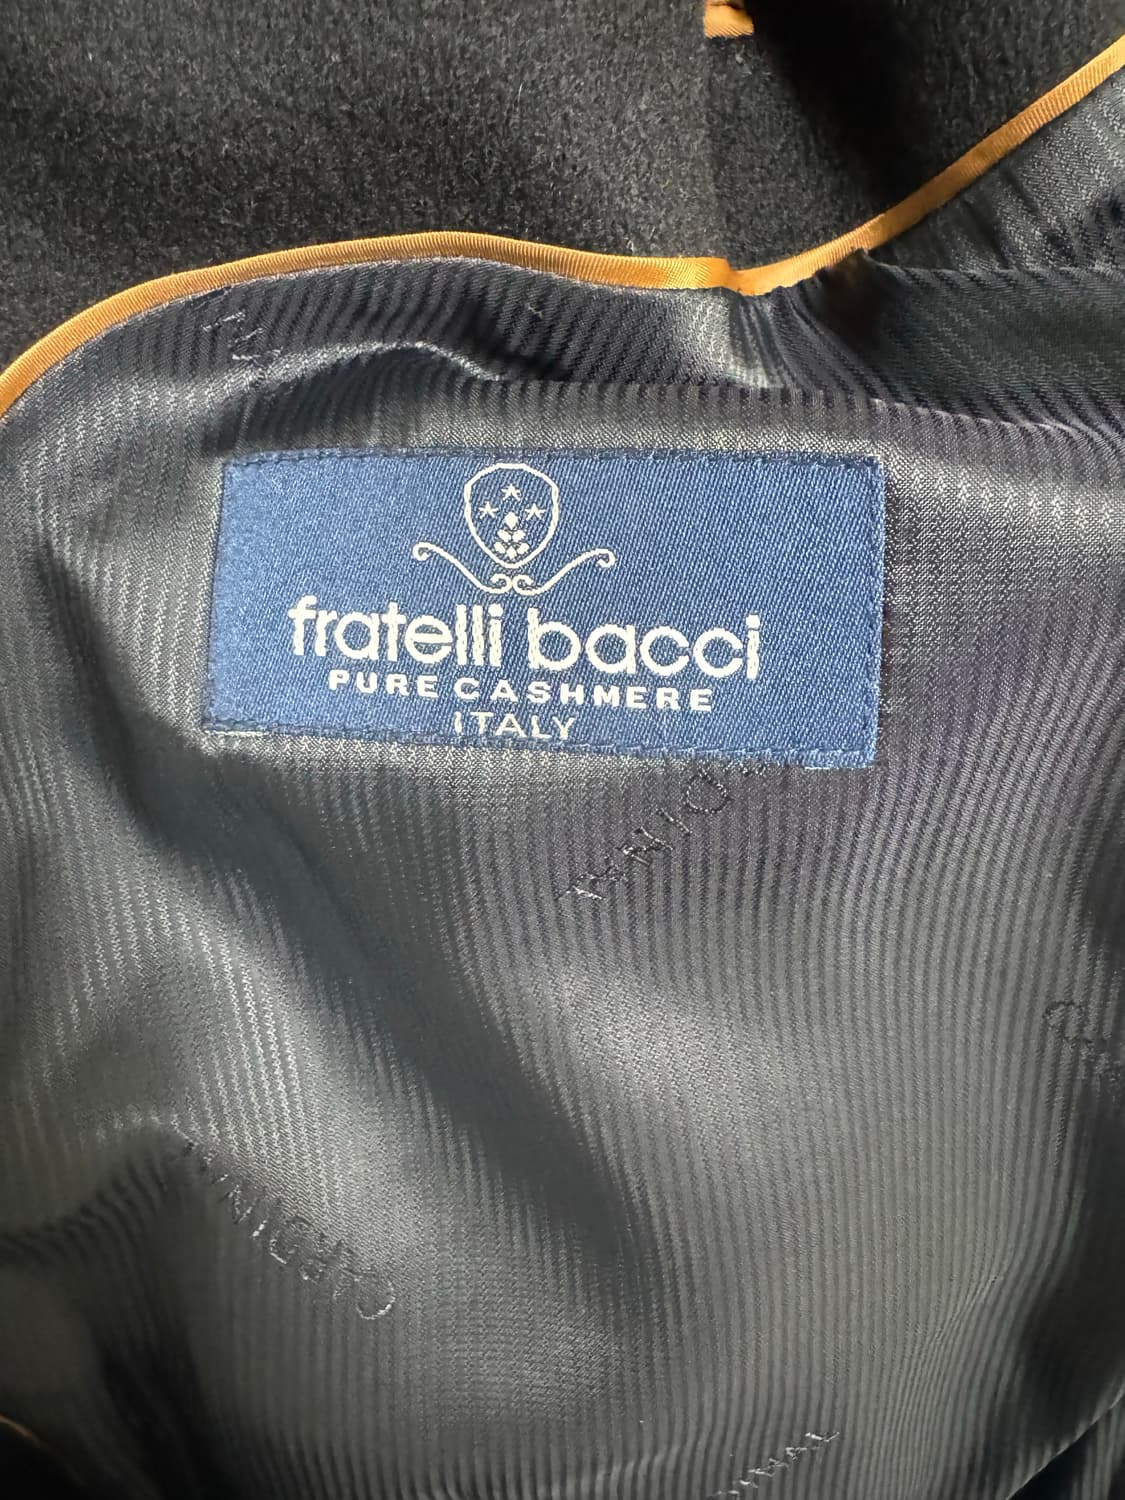 fratelli bacci
PURE CASHMERE
ITALY